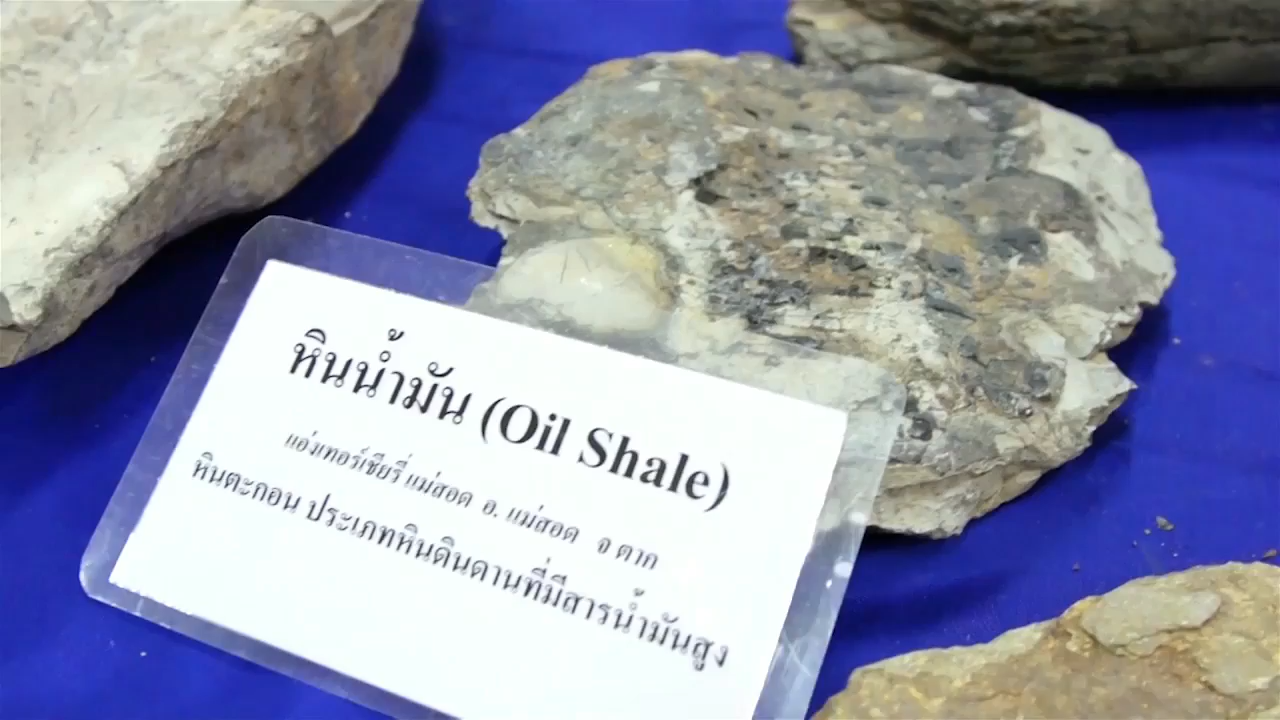 หินน้ำมัน (Oil Shale)
แอ่งเทอร์เชียรี่ แม่สอด อ. แม่สอด จ ตาก
หินตะกอน ประเภทหินดินดานที่มีสารน้ำมันสูง